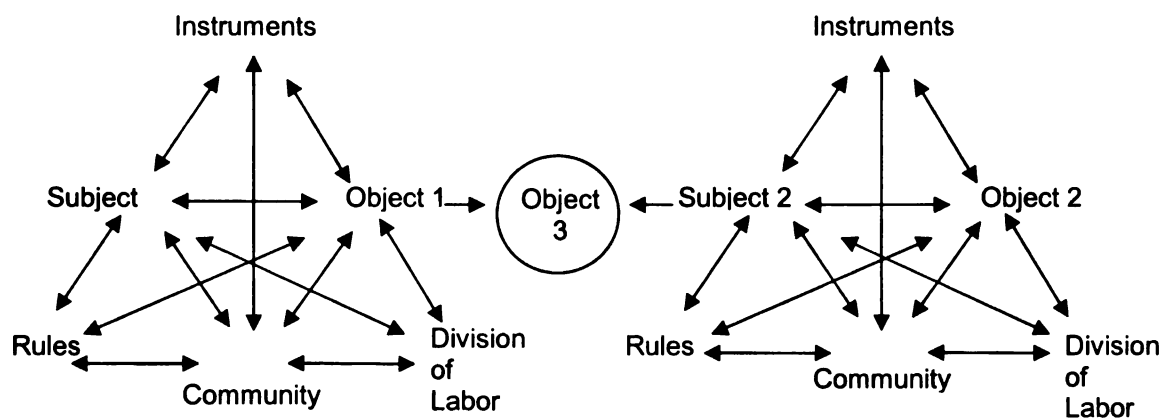 Instruments
Instruments
Subject
Object 1
Object
3
Subject 2
Object 2
Rules
Community
Division
of
Labor
Rules
Community
Division
of
Labor